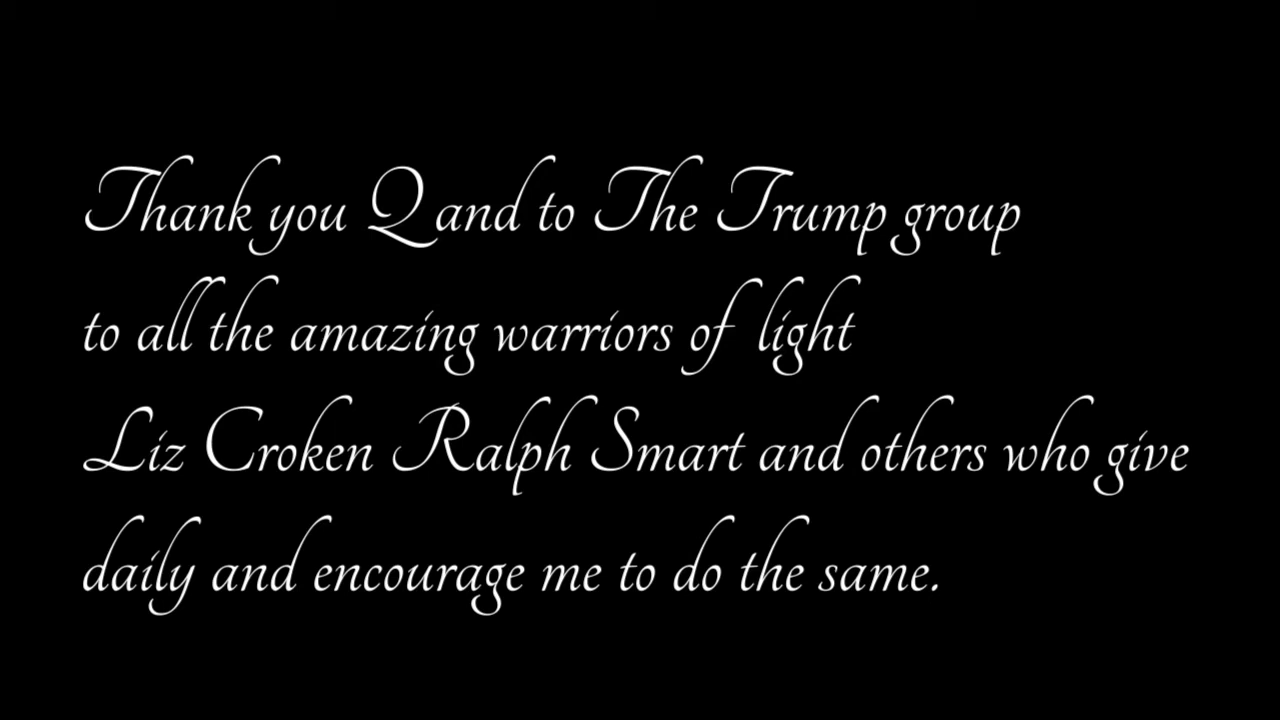 Thank you Q and to The Trump group
to all the amazing warriors of light
Liz Croken Ralph Smart and others who give
daily and encourage me to do the same.